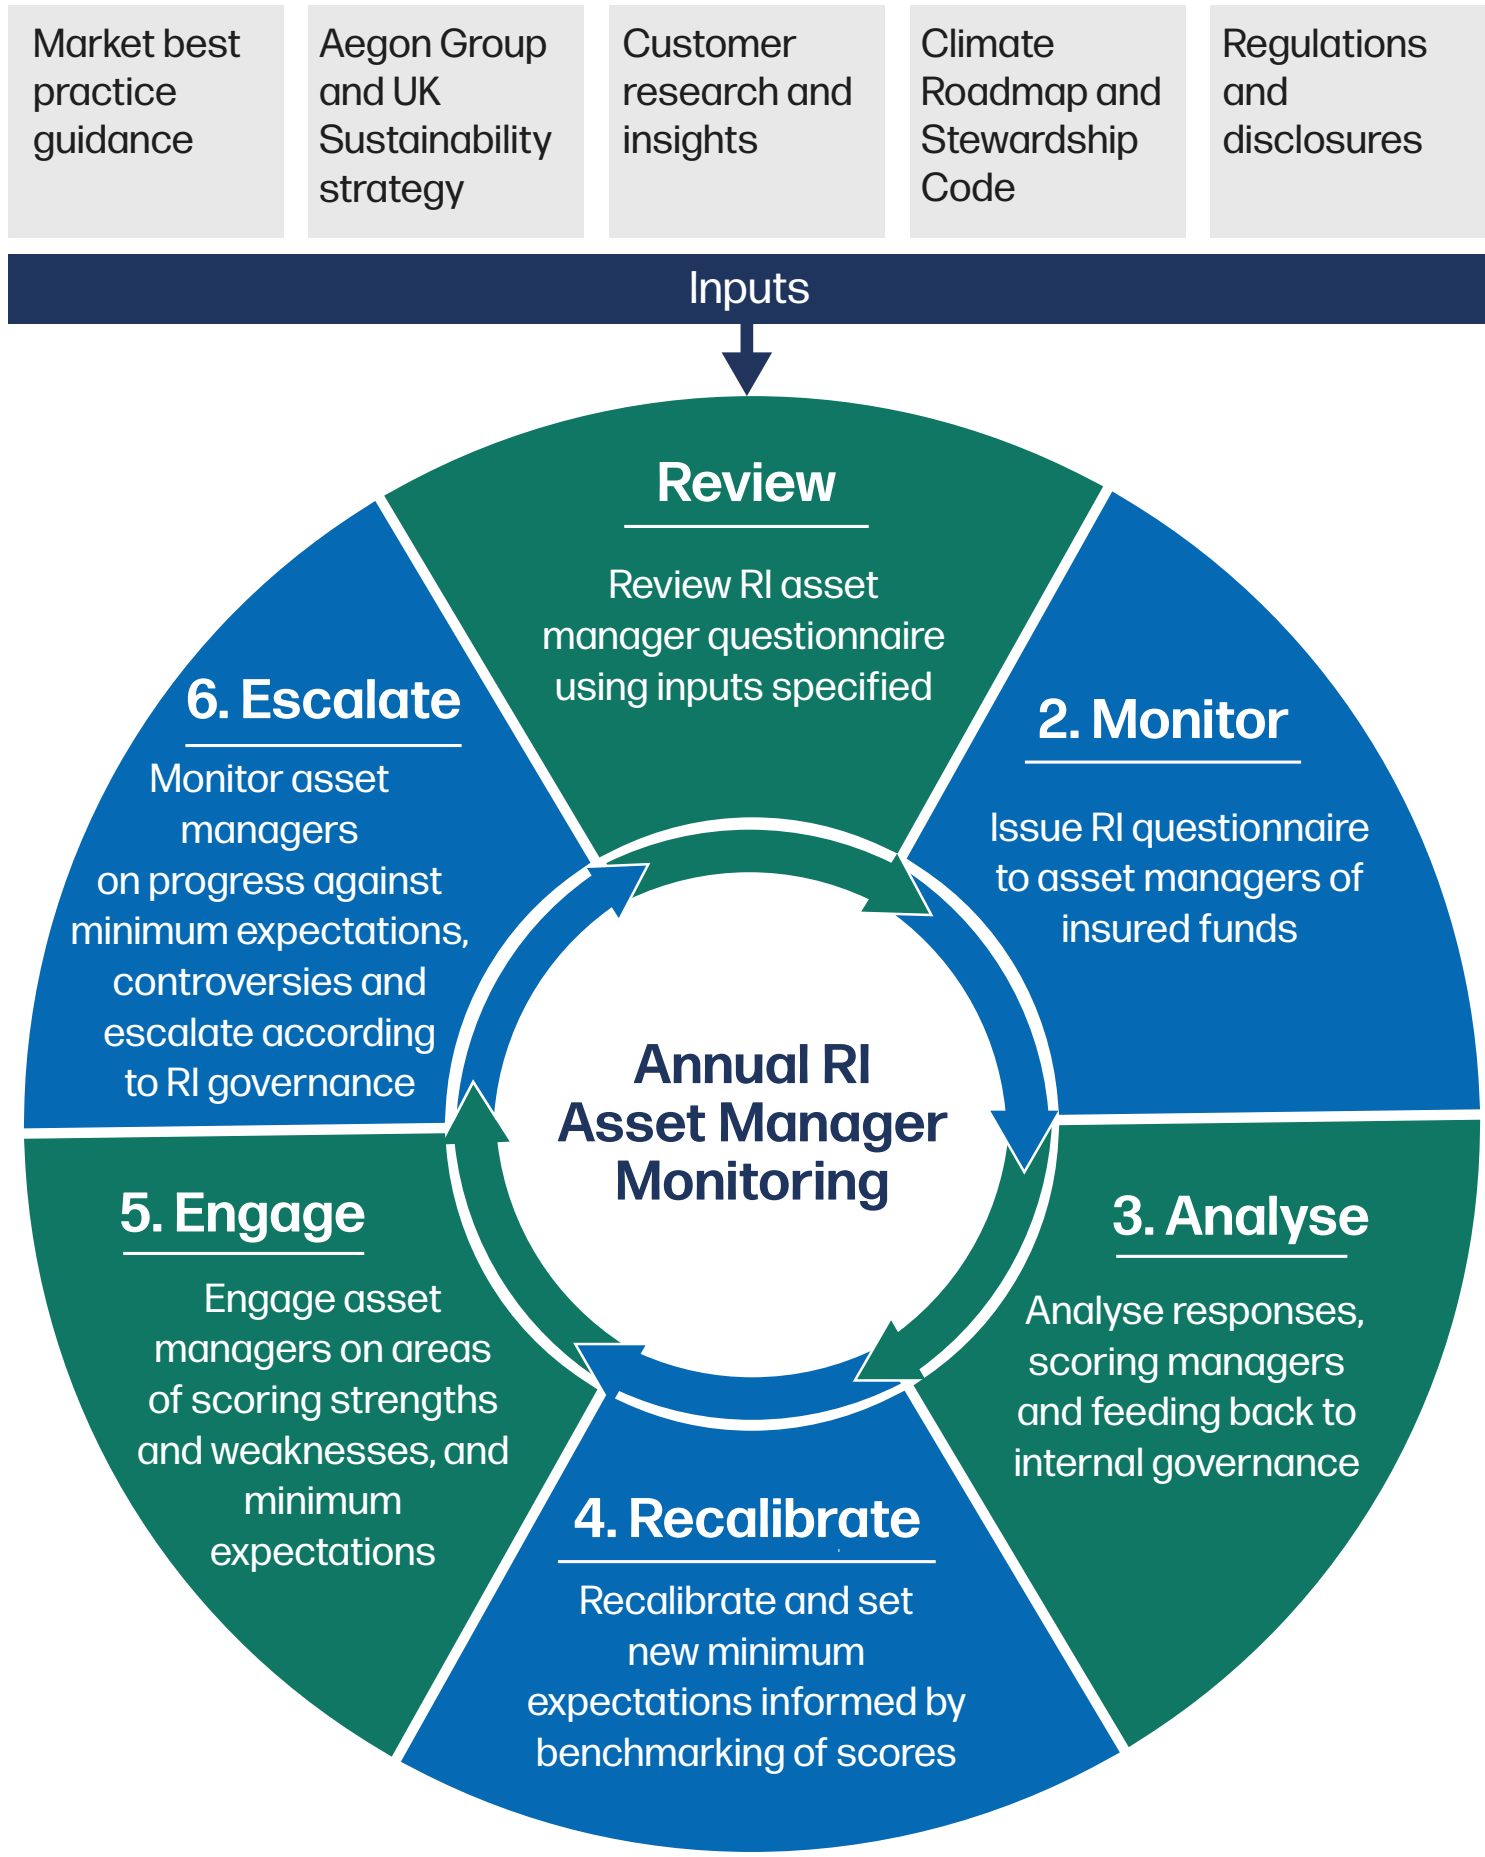 Market best
practice
guidance
Aegon Group
and UK
Sustainability
strategy
Customer
research and
insights
Climate
Roadmap and
Stewardship
Code
Regulations
and
disclosures
Inputs
Review
Review RI asset
manager questionnaire
using inputs specified
2. Monitor
Issue RI questionnaire
to asset managers of
insured funds
3. Analyse
Analyse responses,
scoring managers
and feeding back to
internal governance
4. Recalibrate
Recalibrate and set
new minimum
expectations informed by
benchmarking of scores
5. Engage
Engage asset
managers on areas
of scoring strengths
and weaknesses, and
minimum
expectations
6. Escalate
Monitor asset
managers
on progress against
minimum expectations,
controversies and
escalate according
to RI governance
Annual RI
Asset Manager
Monitoring